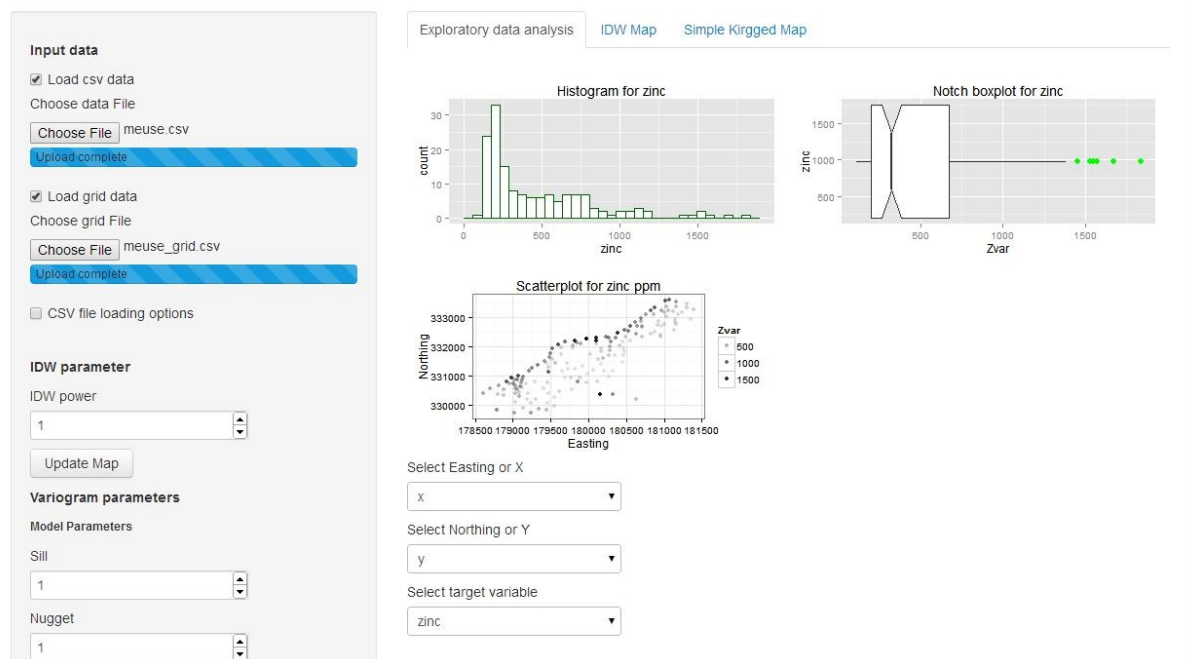 Input data
Load csv data
Choose data File
Choose File meuse.csv
Upload complete
Load grid data
Choose grid File
Choose File meuse_grid.csv
Upload complete
CSV file loading options
IDW parameter
IDW power
1
Update Map
Variogram parameters
Model Parameters
Sill
1
Nugget
1
Exploratory data analysis IDW Map Simple Kirgged Map
Histogram for zinc
count
30
20
10
0
0 500 1000 1500
zinc
Notch boxplot for zinc
zinc
1500
1000
500
500 1000 1500
Zvar
Scatterplot for zinc ppm
Northing
333000
332000
331000
330000
178500 179000 179500 180000 180500 181000 181500
Easting
Zvar
500
1000
1500
Select Easting or X
x
Select Northing or Y
y
Select target variable
zinc